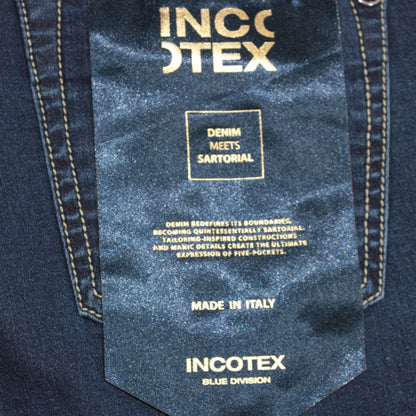 INCO
OTEX
DENIM
MEETS
SARTORIAL
DENIM REDEFINES ITS BOUNDARIES,
BECOMING QUINTESSENTIALLY SARTORIAL.
TAILORING-INSPIRED CONSTRUCTIONS
AND MANIC DETAILS CREATE THE ULTIMATE
EXPRESSION OF FIVE-POCKETS.
MADE IN ITALY
INCOTEX
BLUE DIVISION